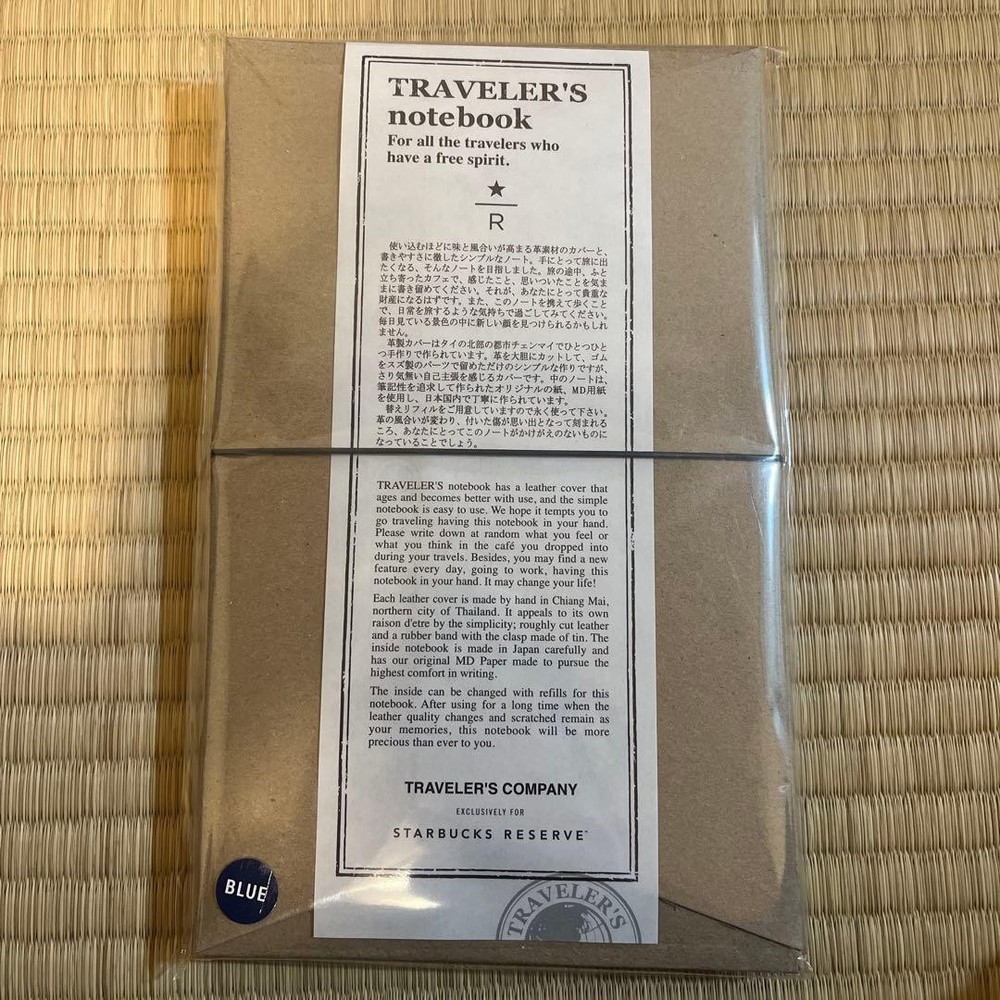 TRAVELER'S
notebook
For all the travelers who
have a free spirit.
R
使い込むほどに味と風合いが高まる革素材のカバーと、
書きやすさに徹したシンプルなノート。手にとって旅に出
たくなる、そんなノートを目指しました。旅の途中、ふと
立ち寄ったカフェで、感じたこと、思いついたことを気ま
まに書き留めてください。それが、あなたにとって貴重な
財産になるはずです。また、このノートを携えて歩くこと
で、日常を旅するような気持ちで過ごしてみてください。
毎日見ている景色の中に新しい顔を見つけられるかもしれ
ません。
革製カバーはタイの北部の都市チェンマイでひとつひと
つ手作りで作られています。革を大胆にカットして、ゴム
をスズ製のパーツで留めただけのシンプルな作りですが、
さり気無い自己主張を感じるカバーです。中のノートは、
筆記性を追求して作られたオリジナルの紙、MD用紙
を使用し、日本国内で丁寧に作られています。
替えリフィルをご用意していますので永く使って下さい。
革の風合いが変わり、付いた傷が思い出となって刻まれる
ころ、あなたにとってこのノートがかけがえのないものに
なっていることでしょう。
TRAVELER'S notebook has a leather cover that
ages and becomes better with use, and the simple
notebook is easy to use. We hope it tempts you to
go traveling having this notebook in your hand.
Please write down at random what you feel or
what you think in the café you dropped into
during your travels. Besides, you may find a new
feature every day, going to work, having this
notebook in your hand. It may change your life!
Each leather cover is made by hand in Chiang Mai,
northern city of Thailand. It appeals to its own
raison d'etre by the simplicity; roughly cut leather
and a rubber band with the clasp made of tin. The
inside notebook is made in Japan carefully and
has our original MD Paper made to pursue the
highest comfort in writing.
The inside can be changed with refills for this
notebook. After using for a long time when the
leather quality changes and scratched remain as
your memories, this notebook will be more
precious than ever to you.
TRAVELER'S COMPANY
EXCLUSIVELY FOR
STARBUCKS RESERVE™
BLUE
TRAVELER'S